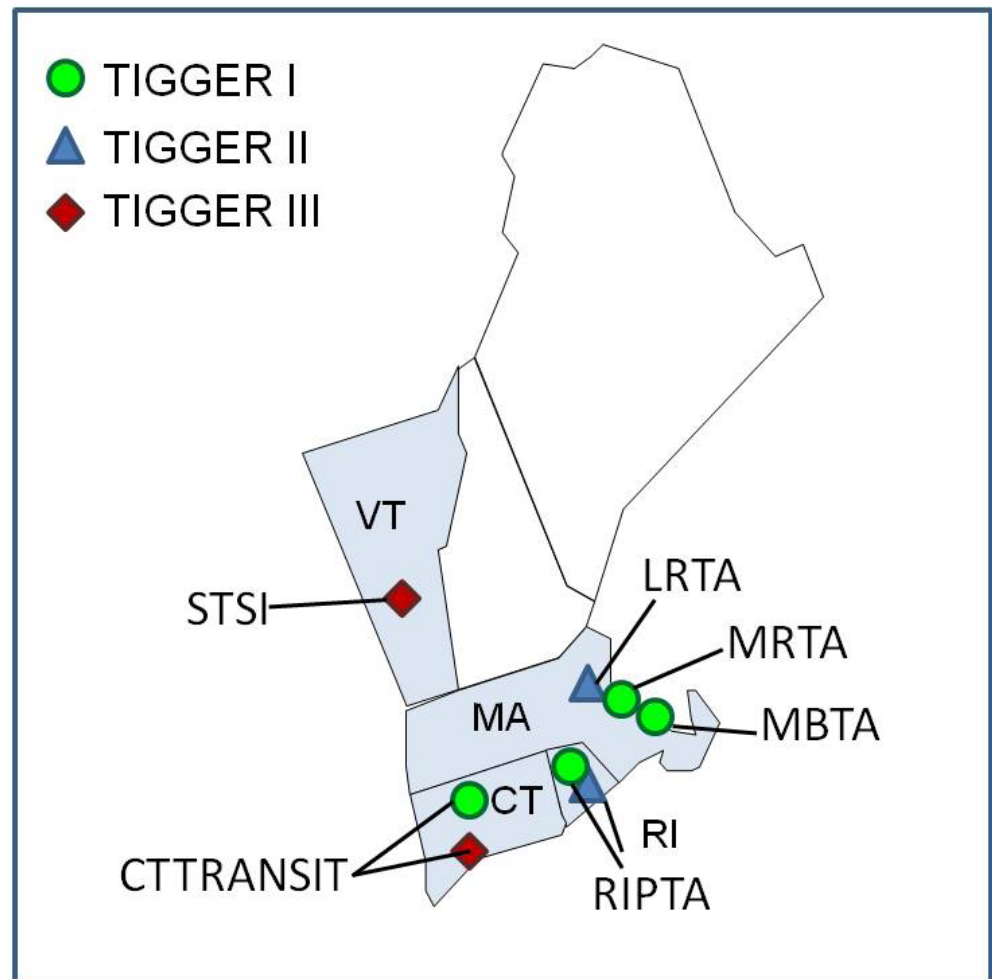 TIGGER I
TIGGER II
TIGGER III
VT
LRTA
STSI
MRTA
MA
MBTA
CT
RI
CTTRANSIT
RIPTA